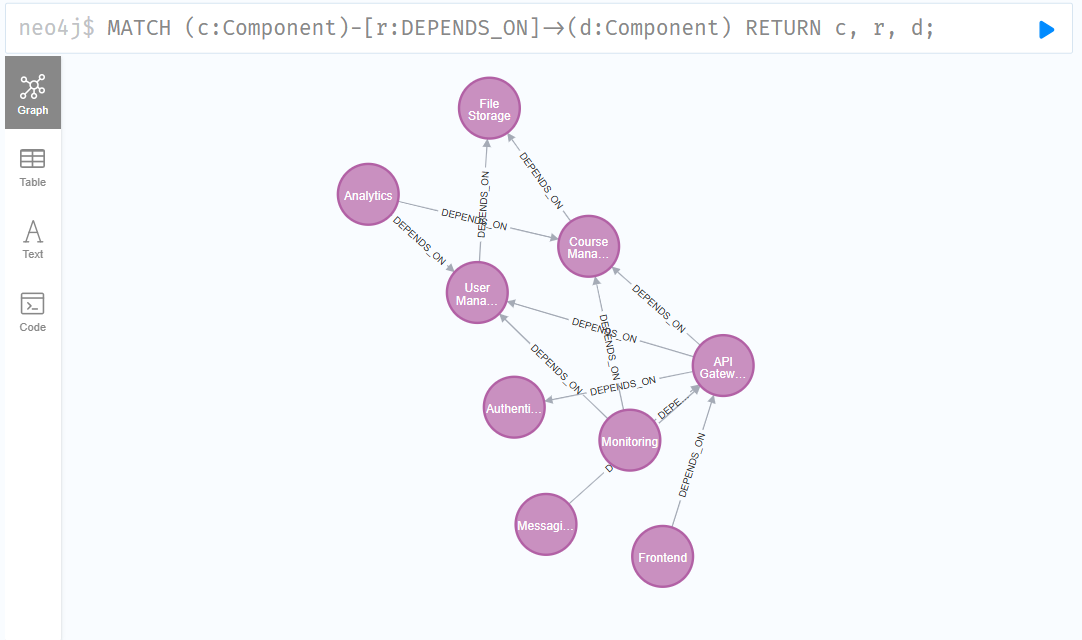 neo4j$ MATCH (c:Component)-[r:DEPENDS_ON]→(d:Component) RETURN c, r, d;
Graph
Table
Text
Code
File
Storage
DEPENDS_ON
DEPENDS_ON
Analytics
DEPENDS_ON
DEPENDS_ON
Course
Mana...
User
Mana...
DEPENDS_ON
DEPENDS_ON
DEPENDS_ON
DEPENDS_ON
API
Gatew...
DEPENDS_ON
Authenti...
DEPE...
Monitoring
DEPENDS_ON
D
Messagi...
Frontend